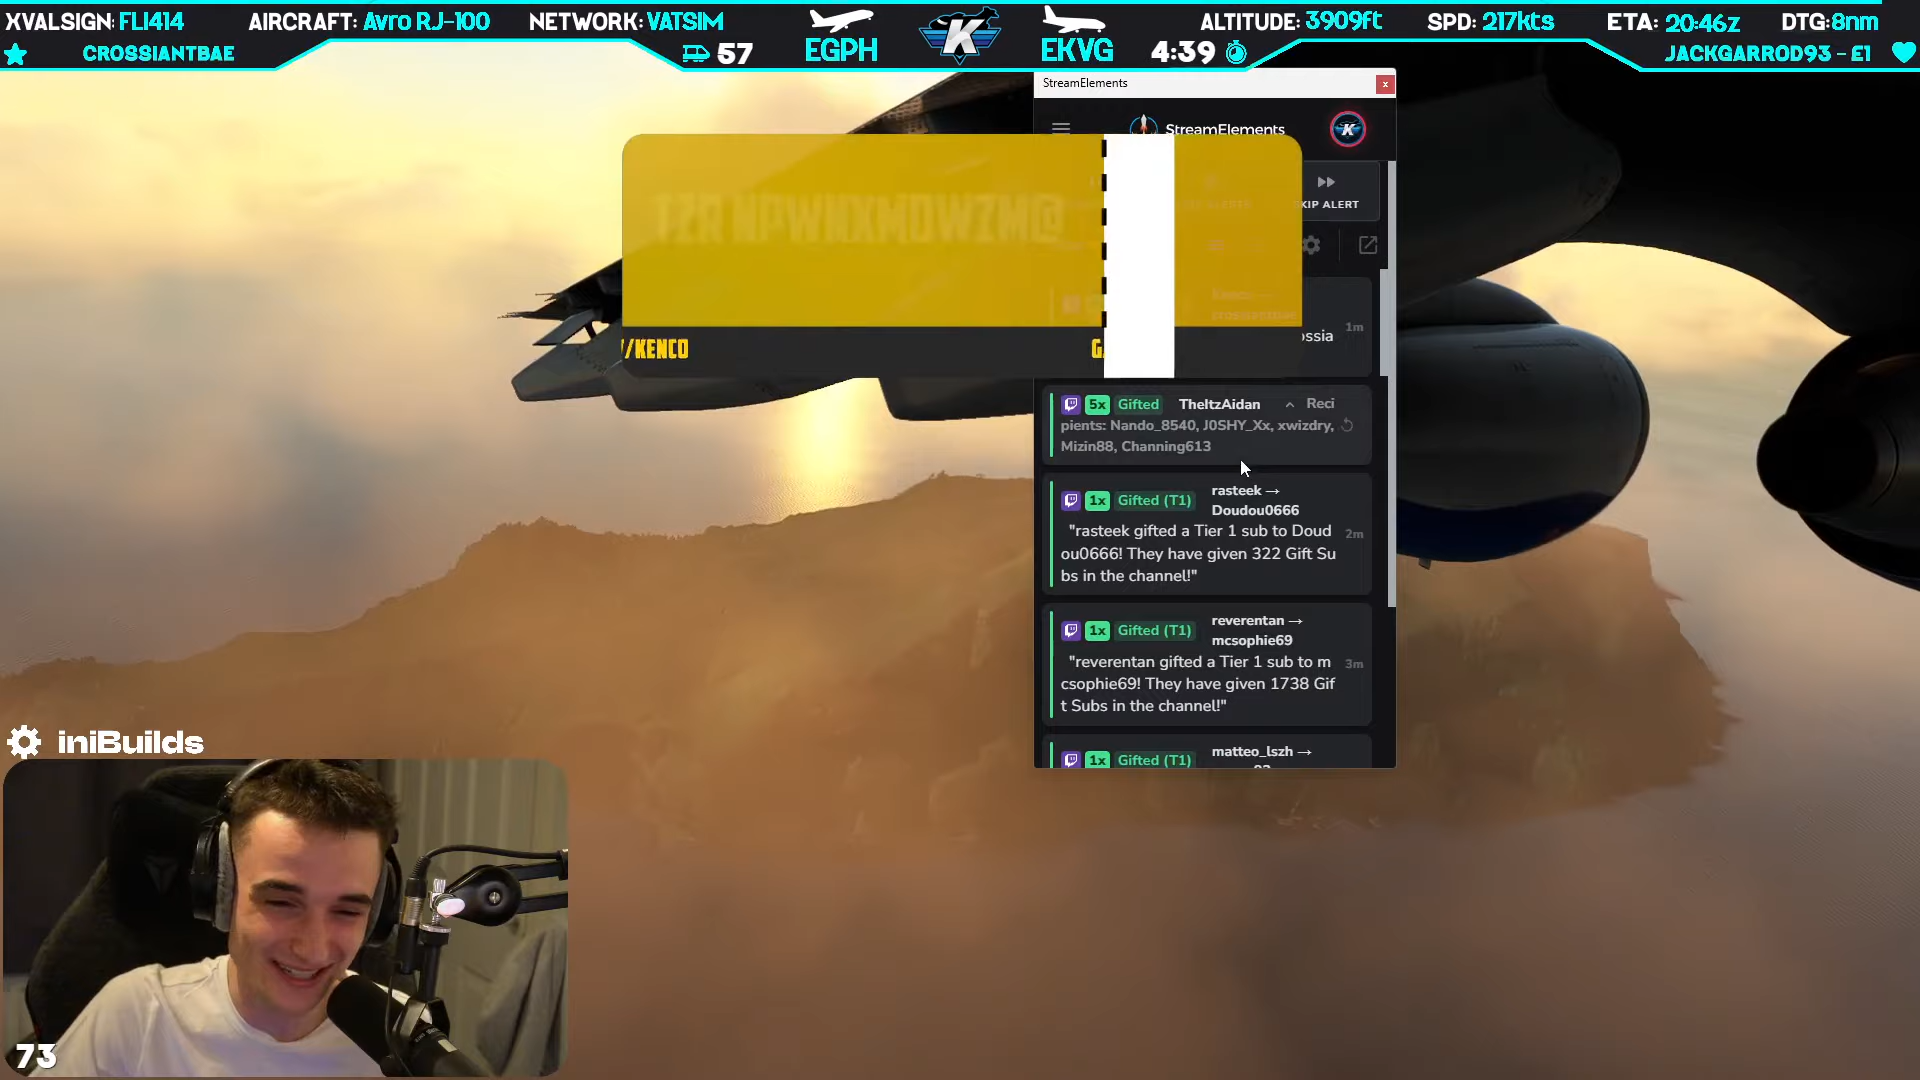 XVALSIGN: FLI414 AIRCRAFT: Avro RJ-100 NETWORK: VATSIM ALTITUDE: 3909ft SPD: 217kts ETA: 20:46z DTG:8nm
CROSSIANTBAE 57 EGPH K EKVG 4:39 JACKGARROD93 - £1
StreamElements x
StreamElements
KIP ALERT
/KENCO
G
ossia
1m
5x Gifted TheItzAidan Reci
pients: Nando_8540, J0SHY_Xx, xwizdry,
Mizin88, Channing613
1x Gifted (T1) rasteek →
Doudou0666
"rasteek gifted a Tier 1 sub to Doud
ou0666! They have given 322 Gift Su
bs in the channel!"
2m
1x Gifted (T1) reverentan →
mcsophie69
"reverentan gifted a Tier 1 sub to m
csophie69! They have given 1738 Gif
t Subs in the channel!"
3m
1x Gifted (T1) matteo_lszh →
iniBuilds
73